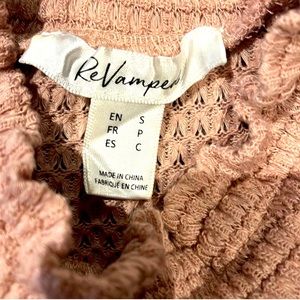 ReVamped
EN S
FR P
ES C
MADE IN CHINA
FABRIQUÉ EN CHINE